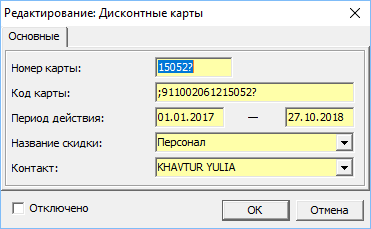 Редактирование: Дисконтные карты
Основные
Номер карты: 15052?
Код карты: ;911002061215052?
Период действия: 01.01.2017 — 27.10.2018
Название скидки: Персонал
Контакт: KHAVTUR YULIA
Отключено OK Отмена